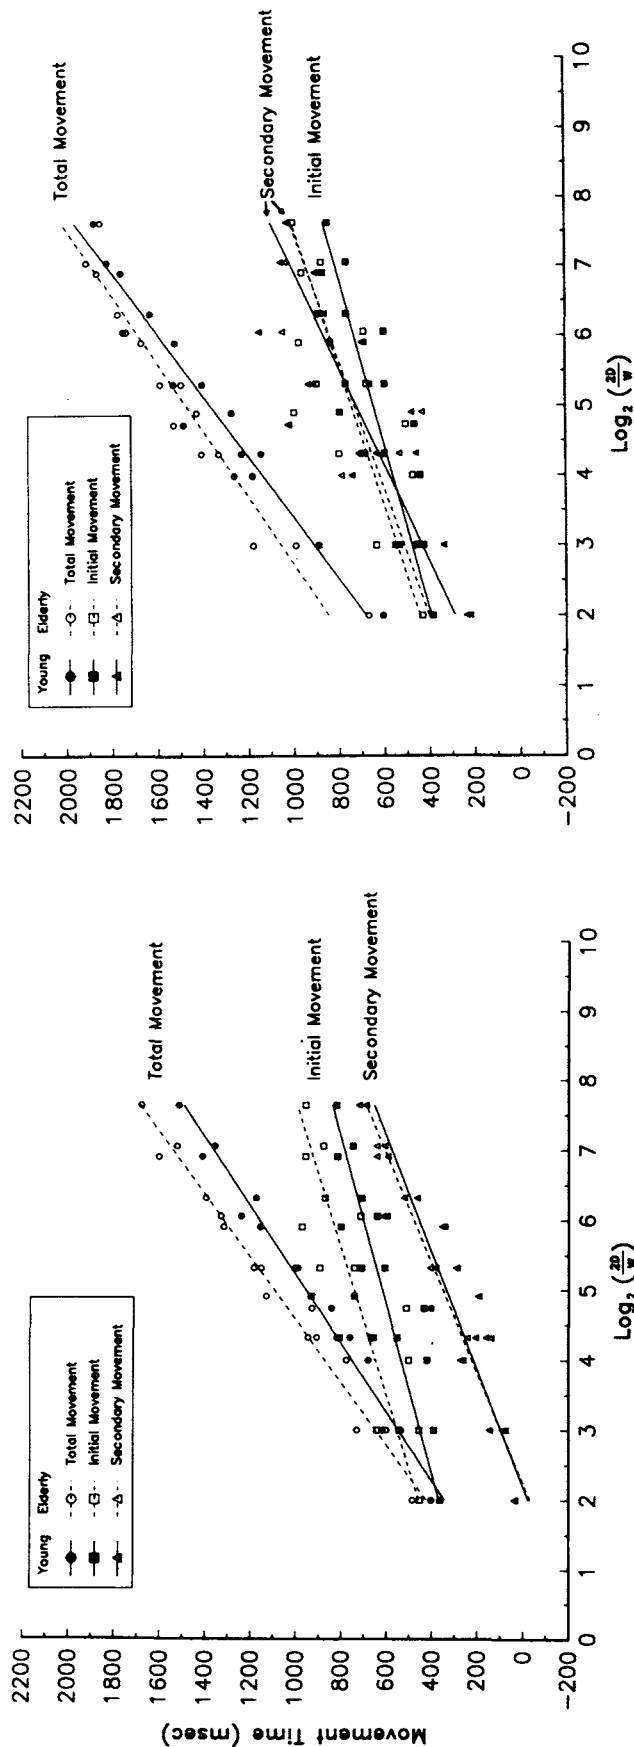 Young Elderly
Total Movement
Initial Movement
Secondary Movement
Total Movement
Initial Movement
Secondary Movement
2200
2000
1800
1600
1400
1200
1000
800
600
400
200
0
-200
Movement Time (msec)
0 1 2 3 4 5 6 7 8 9 10
Log2 (2D/W)
Young Elderly
Total Movement
Initial Movement
Secondary Movement
Total Movement
Secondary Movement
Initial Movement
2200
2000
1800
1600
1400
1200
1000
800
600
400
200
0
-200
0 1 2 3 4 5 6 7 8 9 10
Log2 (2D/W)